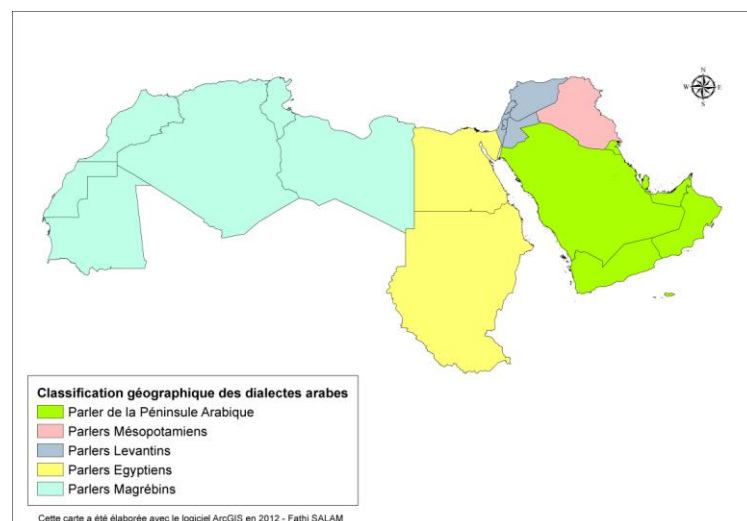 N
W E
S
Classification géographique des dialectes arabes
Parler de la Péninsule Arabique
Parlers Mésopotamiens
Parlers Levantins
Parlers Egyptiens
Parlers Magrébins
Cette carte a été élaborée avec le logiciel ArcGIS en 2012 - Fathi SALAM